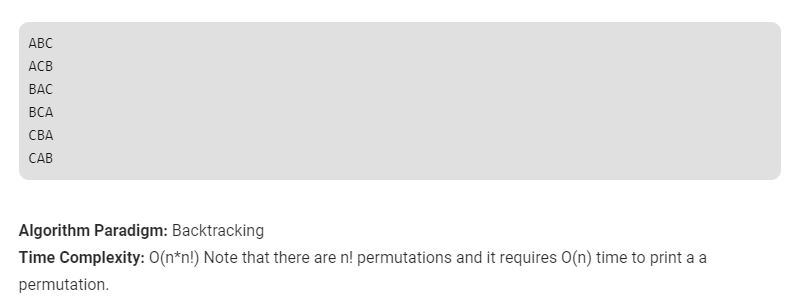 ABC
ACB
BAC
BCA
CBA
CAB
Algorithm Paradigm: Backtracking
Time Complexity: O(n*n!) Note that there are n! permutations and it requires O(n) time to print a a
permutation.